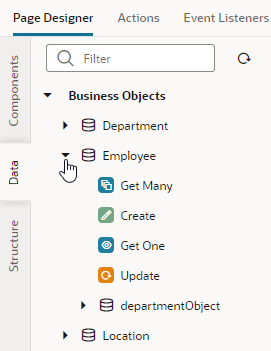 Page Designer Actions Event Listeners
Components
Data
Structure
Filter
Business Objects
Department
Employee
Get Many
Create
Get One
Update
departmentObject
Location